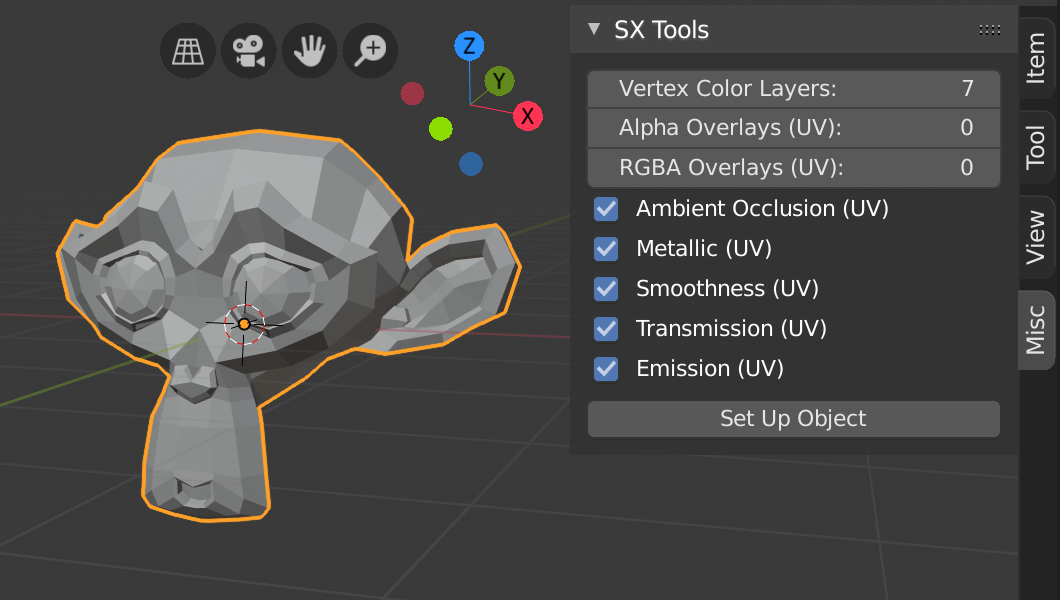 Z
Y
X
SX Tools
Vertex Color Layers: 7
Alpha Overlays (UV): 0
RGBA Overlays (UV): 0
Ambient Occlusion (UV)
Metallic (UV)
Smoothness (UV)
Transmission (UV)
Emission (UV)
Set Up Object
Item
Tool
View
Misc